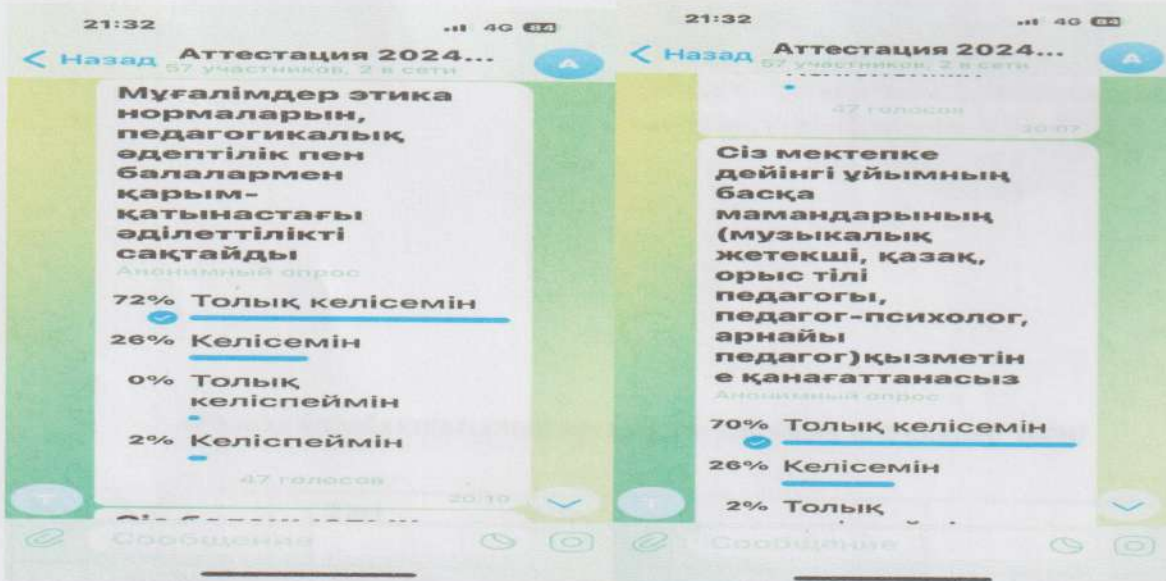 21:32
4G 84
Назад
Аттестация 2024...
57 участников, 2 в сети
А
Мұғалімдер этика
нормаларын,
педагогикалық
әдептілік пен
балалармен
қарым-
қатынастағы
әділеттілікті
сақтайды
Анонимный опрос
72% Толық келісемін
26% Келісемін
0% Толық
келіспеймін
2% Келіспеймін
47 голосов
20:10
Т
Сообщение
21:32
4G 84
Назад
Аттестация 2024...
57 участников, 2 в сети
А
47 голосов
20:07
Сіз мектепке
дейінгі ұйымның
басқа
мамандарының
(музыкалық
жетекші, қазақ,
орыс тілі
педагогы,
педагог-психолог,
арнайы
педагог)қызметін
е қанағаттанасыз
Анонимный опрос
70% Толық келісемін
26% Келісемін
2% Толық
Т
Сообщение